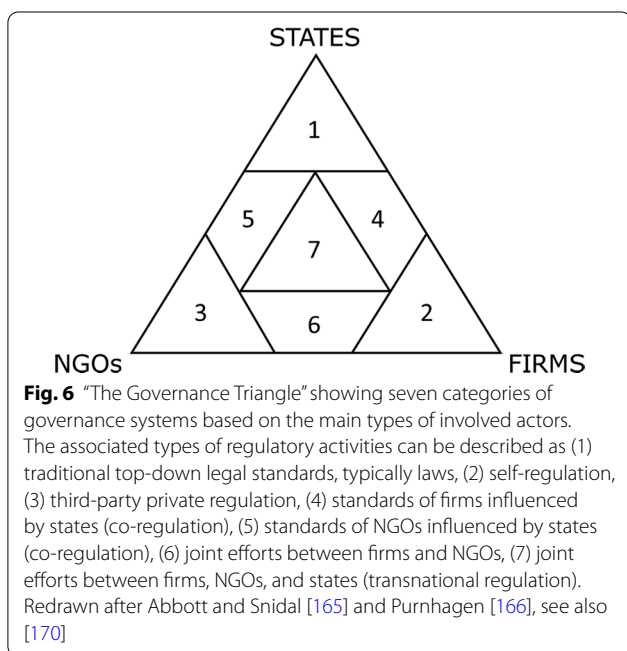 STATES
1
5
4
7
3
6
2
NGOs
FIRMS
Fig. 6 “The Governance Triangle” showing seven categories of
governance systems based on the main types of involved actors.
The associated types of regulatory activities can be described as (1)
traditional top-down legal standards, typically laws, (2) self-regulation,
(3) third-party private regulation, (4) standards of firms influenced
by states (co-regulation), (5) standards of NGOs influenced by states
(co-regulation), (6) joint efforts between firms and NGOs, (7) joint
efforts between firms, NGOs, and states (transnational regulation).
Redrawn after Abbott and Snidal [165] and Purnhagen [166], see also
[170]